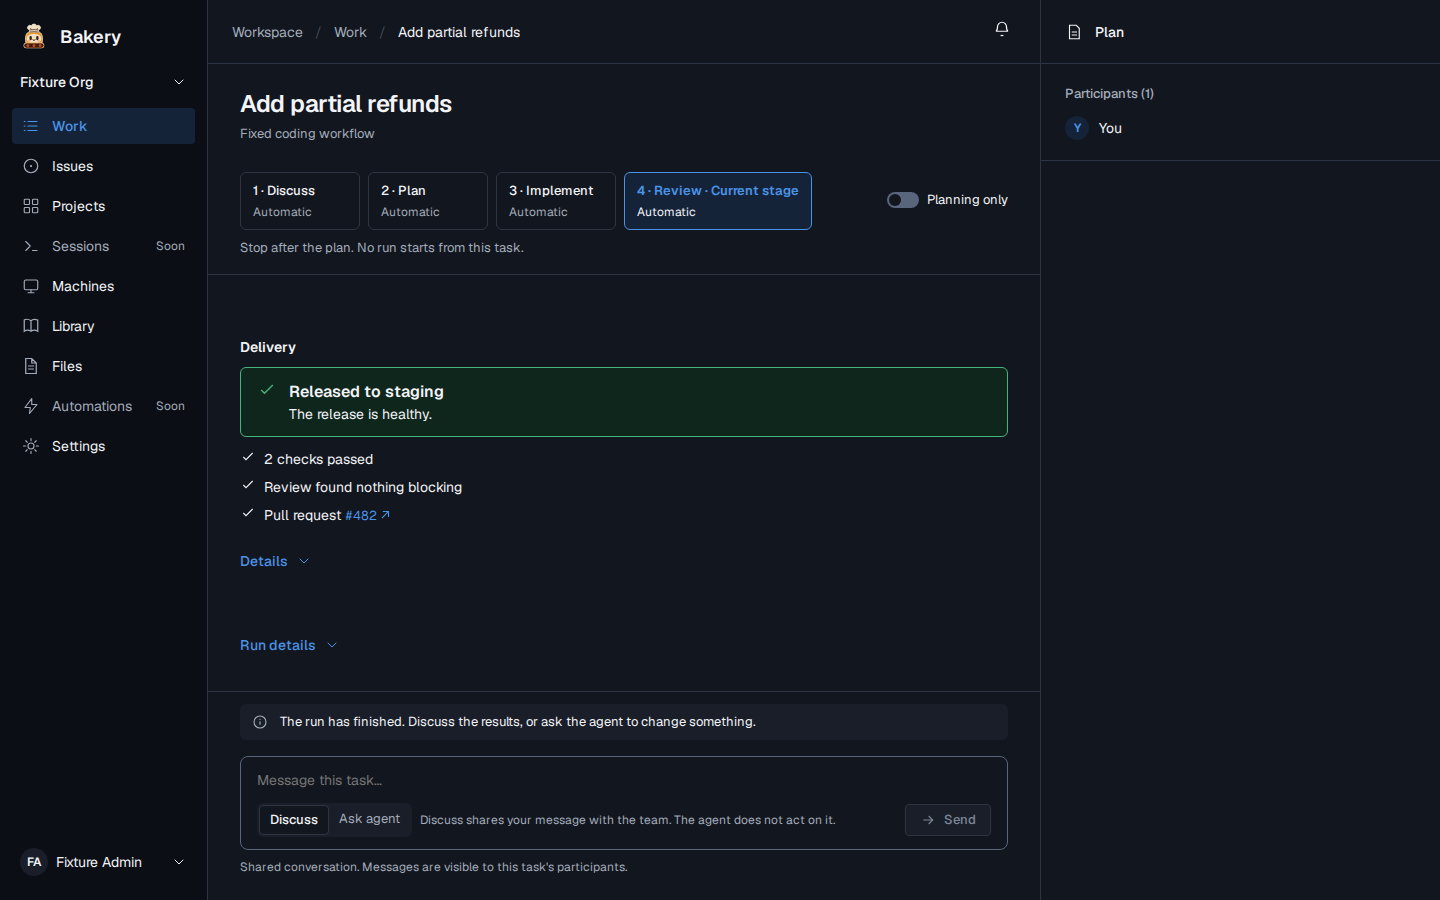 Bakery
Fixture Org
Work
Issues
Projects
Sessions Soon
Machines
Library
Files
Automations Soon
Settings
FA Fixture Admin
Workspace / Work / Add partial refunds
Add partial refunds
Fixed coding workflow
1 · Discuss
Automatic
2 · Plan
Automatic
3 · Implement
Automatic
4 · Review · Current stage
Automatic
Planning only
Stop after the plan. No run starts from this task.
Delivery
Released to staging
The release is healthy.
2 checks passed
Review found nothing blocking
Pull request #482
Details
Run details
The run has finished. Discuss the results, or ask the agent to change something.
Message this task...
Discuss Ask agent Discuss shares your message with the team. The agent does not act on it. Send
Shared conversation. Messages are visible to this task's participants.
Plan
Participants (1)
Y You